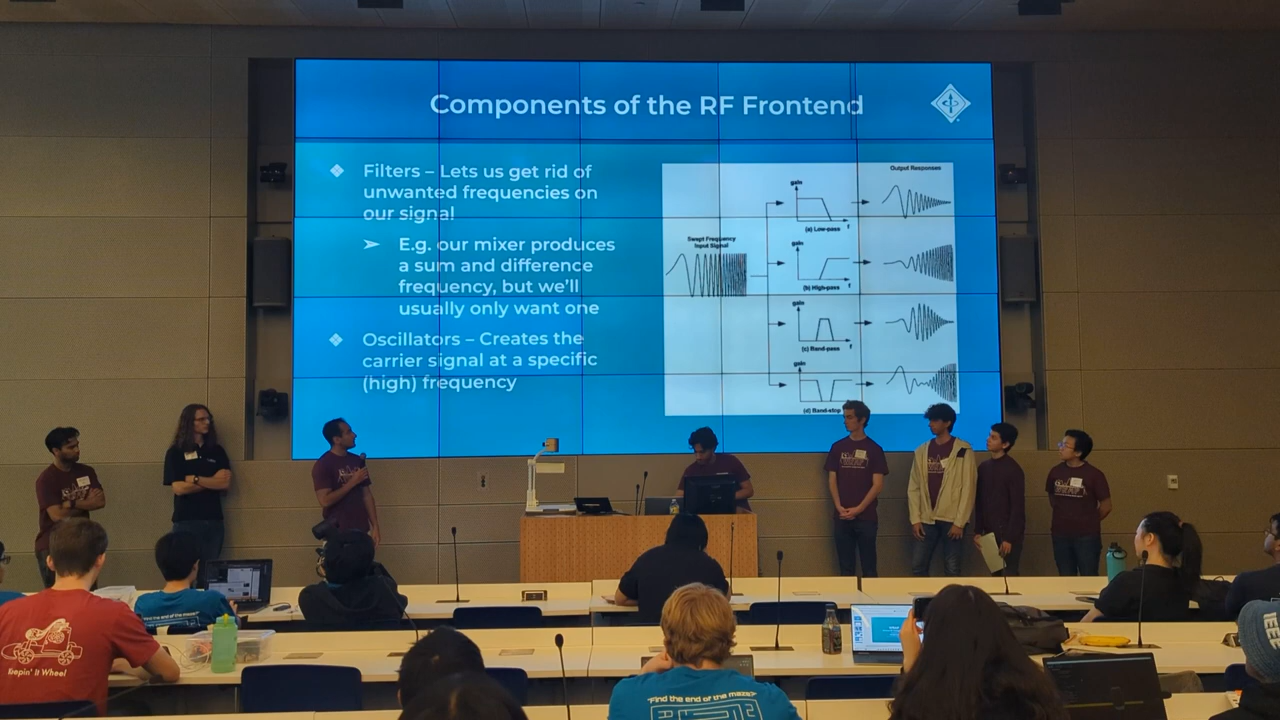 Components of the RF Frontend
❖ Filters – Lets us get rid of
unwanted frequencies on
our signal
➢ E.g. our mixer produces
a sum and difference
frequency, but we'll
usually only want one
❖ Oscillators – Creates the
carrier signal at a specific
(high) frequency
Output Responses
Swept Frequency
Input Signal
gain
f
(a) Low-pass
gain
f
(b) High-pass
gain
f
(c) Band-pass
gain
f
(d) Band-stop
Keepin' It Wheel
"Find the end of the maze?"